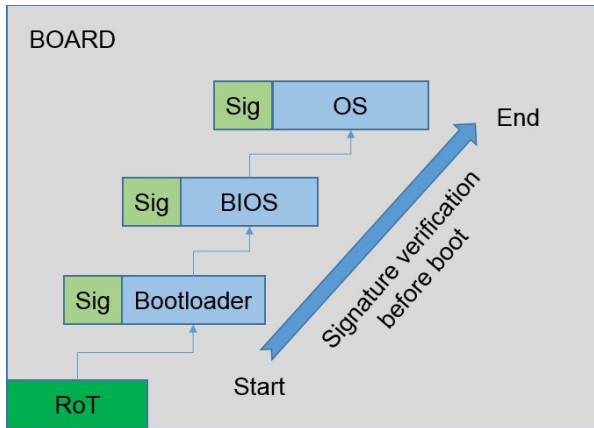 BOARD
Sig OS
End
Sig BIOS
Signature verification
before boot
Sig Bootloader
Start
RoT